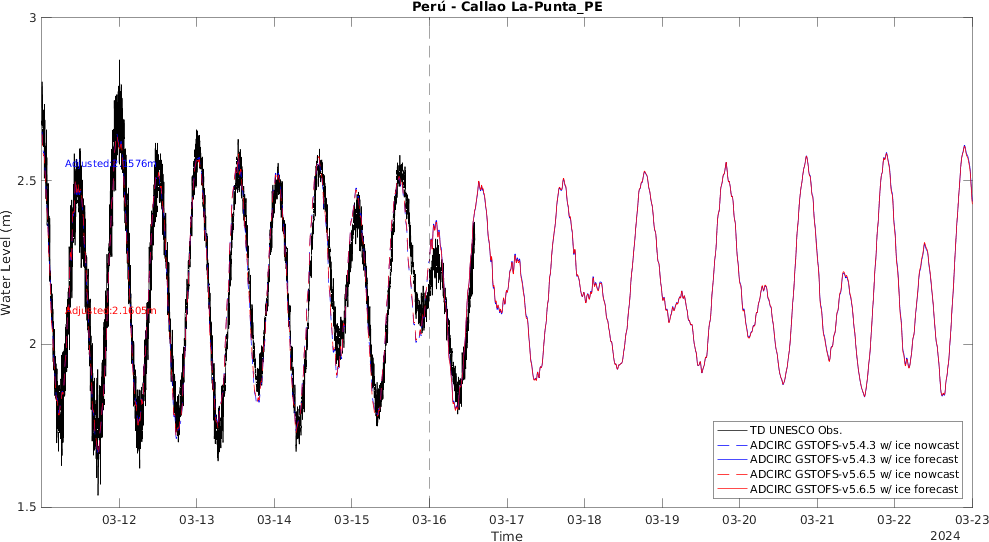 Perú - Callao La-Punta_PE
3
2.5
2
1.5
Water Level (m)
Adjusted:2.1605m
03-12
03-13
03-14
03-15
03-16
03-17
03-18
03-19
03-20
03-21
03-22
03-23
Time
2024
TD UNESCO Obs.
ADCIRC GSTOFS-v5.4.3 w/ ice nowcast
ADCIRC GSTOFS-v5.4.3 w/ ice forecast
ADCIRC GSTOFS-v5.6.5 w/ ice nowcast
ADCIRC GSTOFS-v5.6.5 w/ ice forecast